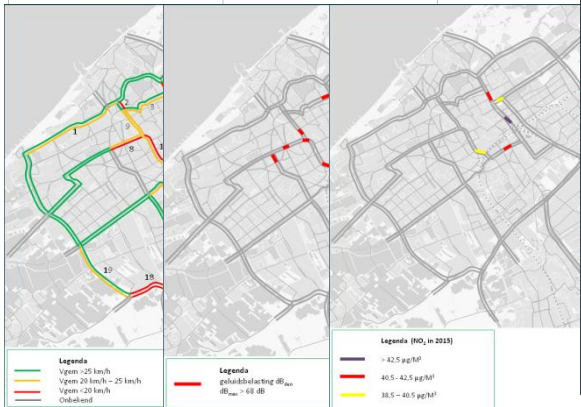 1
2
3
9
8
1
19
18
Legenda
Vgem >25 km/h
Vgem 20 km/h – 25 km/h
Vgem <20 km/h
Onbekend
Legenda
geluidsbelasting dB
dB > 68 dB
Legenda (NO₂ in 2015)
> 42,5 µg/M³
40,5 - 42,5 µg/M³
38,5 – 40,5 µg/M³